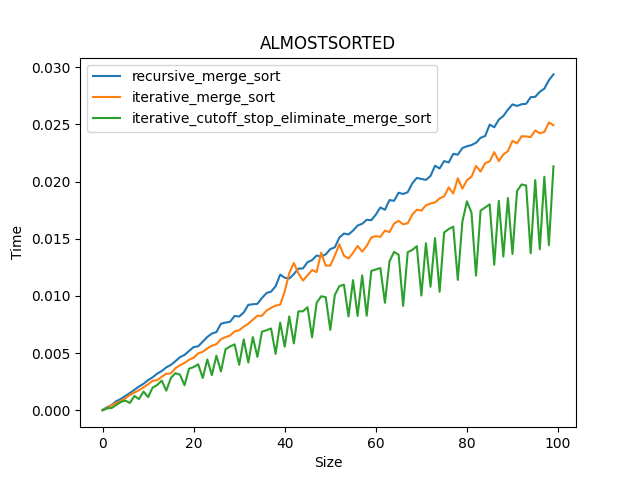 ALMOSTSORTED
recursive_merge_sort
iterative_merge_sort
iterative_cutoff_stop_eliminate_merge_sort
0.030
0.025
0.020
0.015
0.010
0.005
0.000
Time
0 20 40 60 80 100
Size